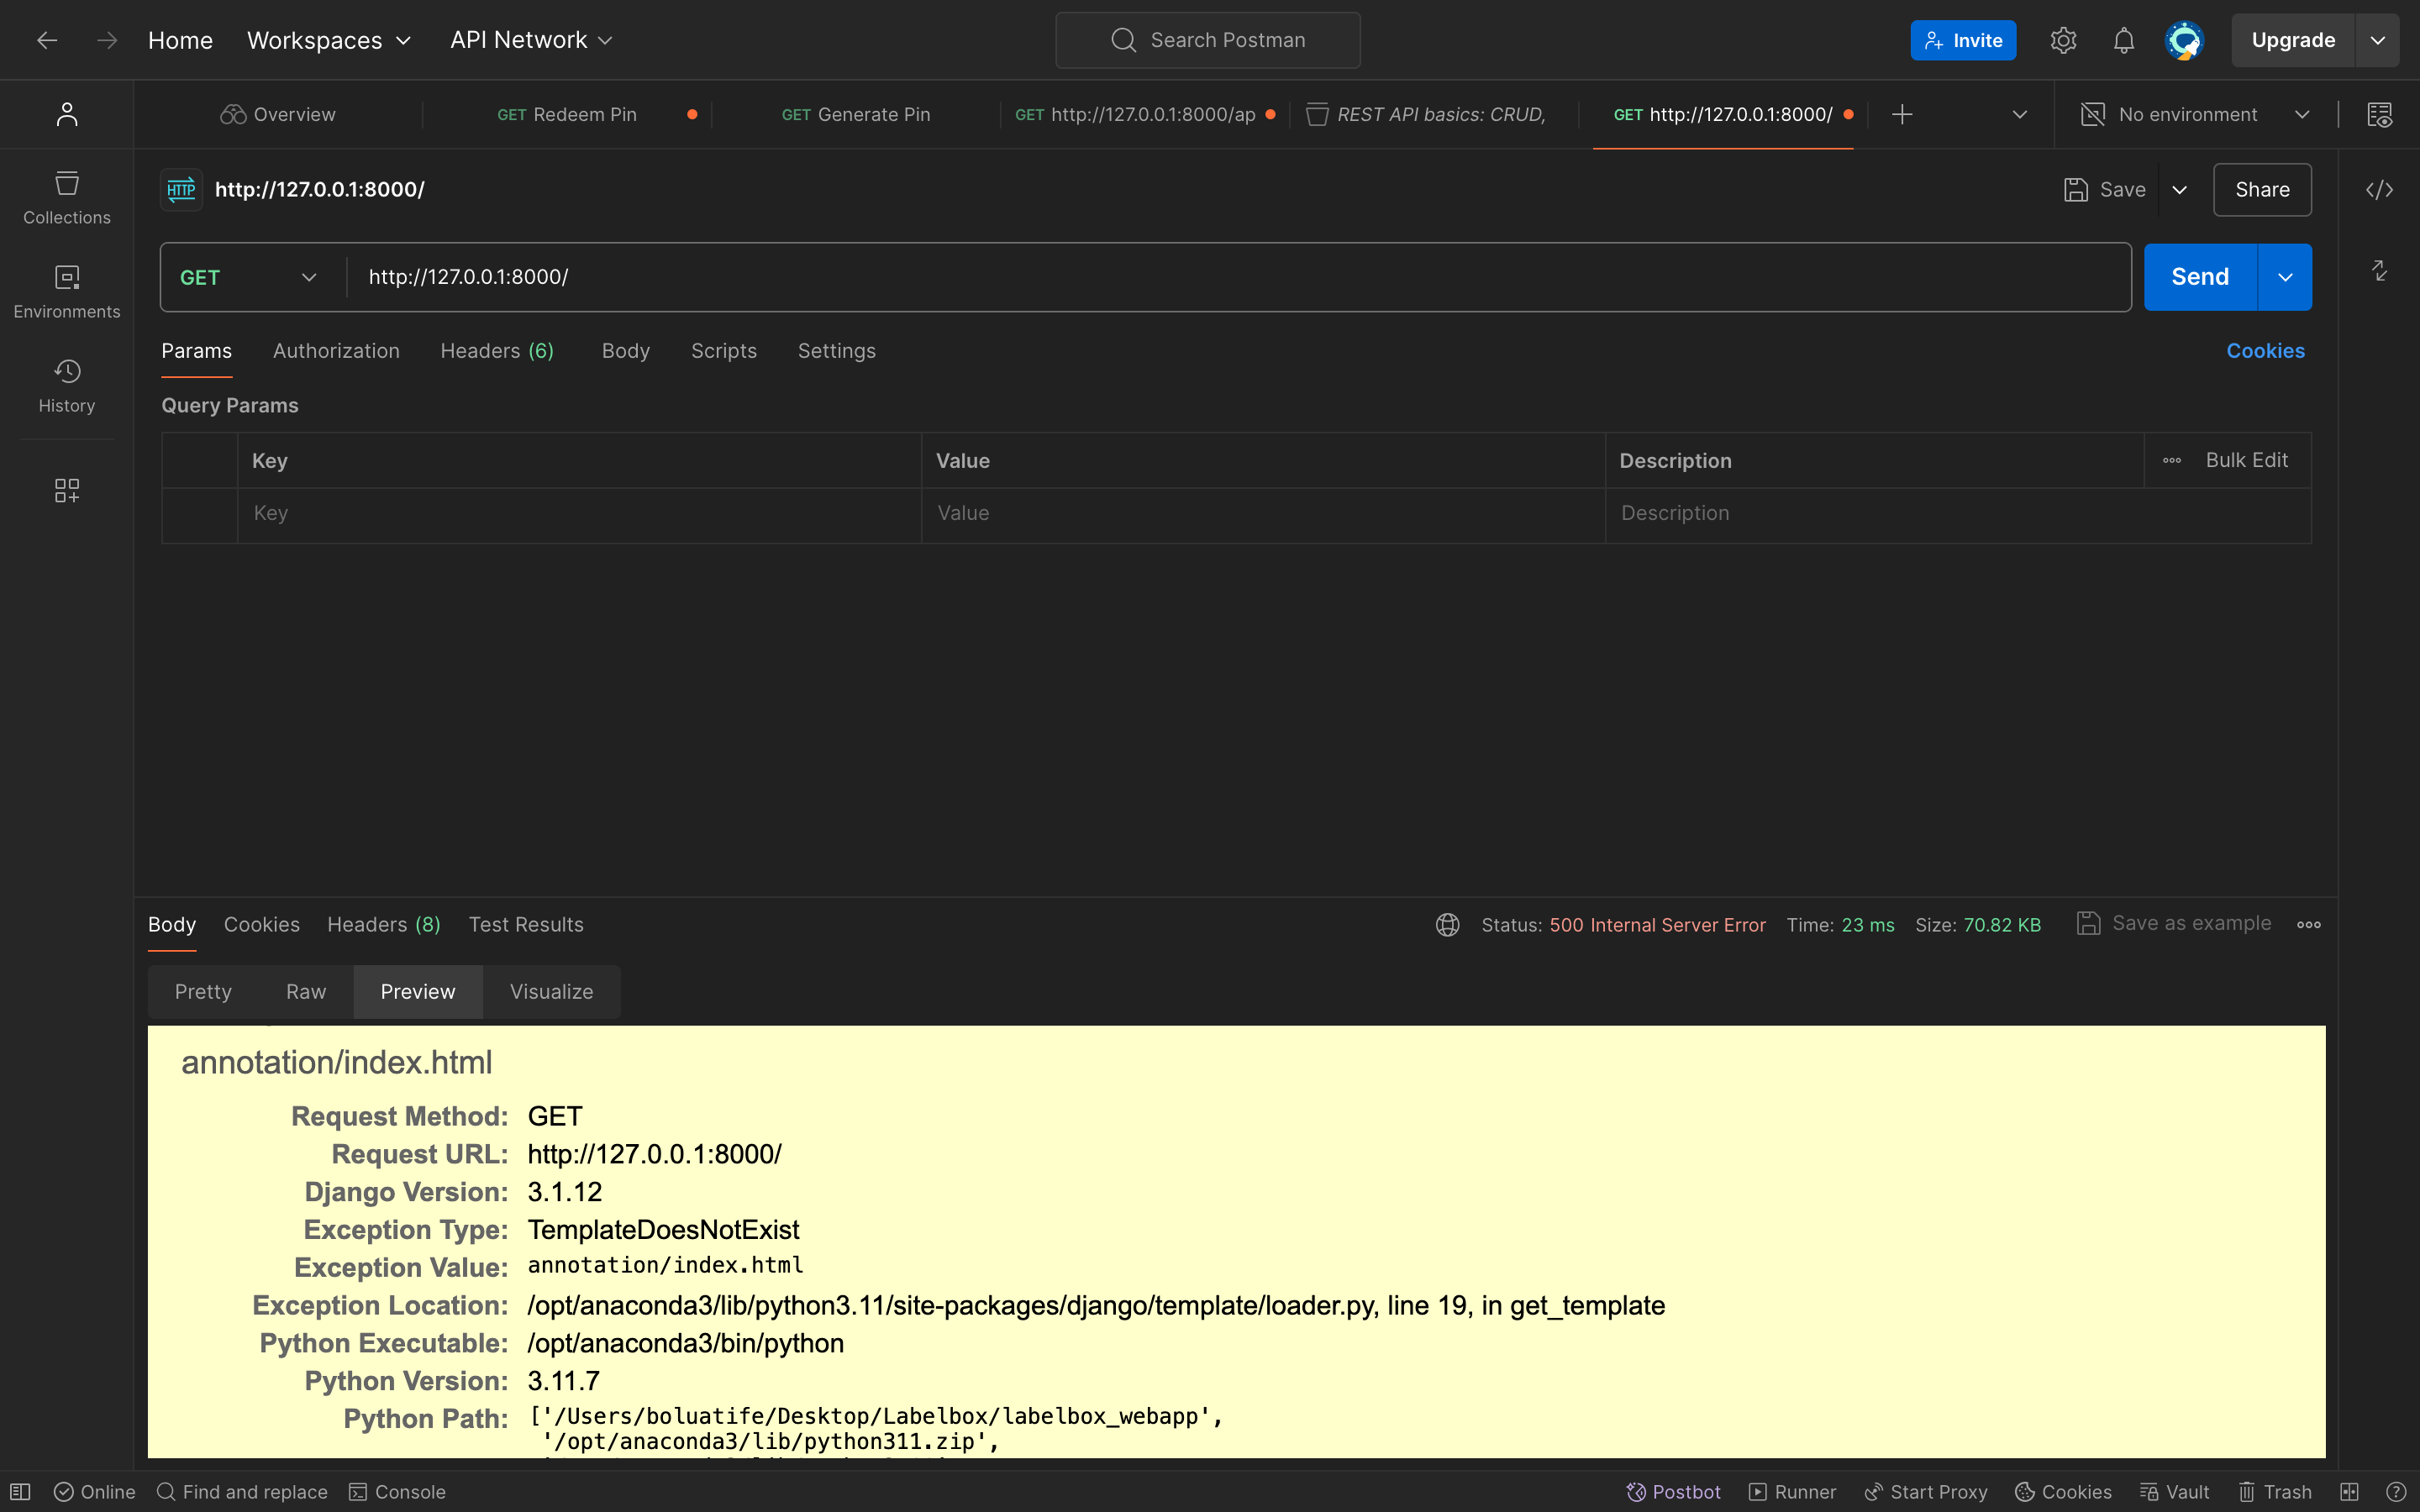 Home Workspaces API Network Search Postman Invite Upgrade
Overview GET Redeem Pin GET Generate Pin GET http://127.0.0.1:8000/ap REST API basics: CRUD, GET http://127.0.0.1:8000/ No environment
HTTP http://127.0.0.1:8000/ Save Share
Collections
GET http://127.0.0.1:8000/ Send
Environments
Params Authorization Headers (6) Body Scripts Settings Cookies
History
Query Params
Key Value Description Bulk Edit
Key Value Description
Body Cookies Headers (8) Test Results Status: 500 Internal Server Error Time: 23 ms Size: 70.82 KB Save as example
Pretty Raw Preview Visualize
annotation/index.html
Request Method: GET
Request URL: http://127.0.0.1:8000/
Django Version: 3.1.12
Exception Type: TemplateDoesNotExist
Exception Value: annotation/index.html
Exception Location: /opt/anaconda3/lib/python3.11/site-packages/django/template/loader.py, line 19, in get_template
Python Executable: /opt/anaconda3/bin/python
Python Version: 3.11.7
Python Path: ['/Users/boluatife/Desktop/Labelbox/labelbox_webapp',
'/opt/anaconda3/lib/python311.zip',
Online Find and replace Console Postbot Runner Start Proxy Cookies Vault Trash